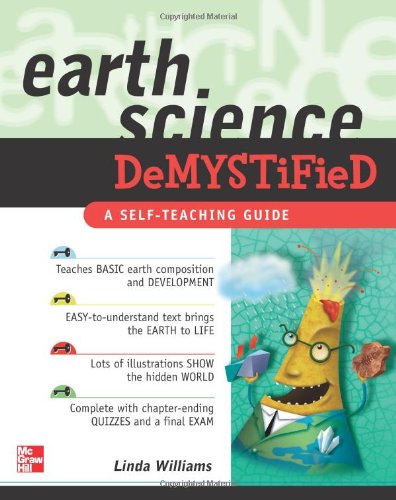 earth
science
DeMYSTiFieD
A SELF-TEACHING GUIDE
Teaches BASIC earth composition
and DEVELOPMENT
EASY-to-understand text brings
the EARTH to LIFE
Lots of illustrations SHOW
the hidden WORLD
Complete with chapter-ending
QUIZZES and a final EXAM
Mc
Graw
Hill
Linda Williams
Copyrighted Material
Copyrighted Material